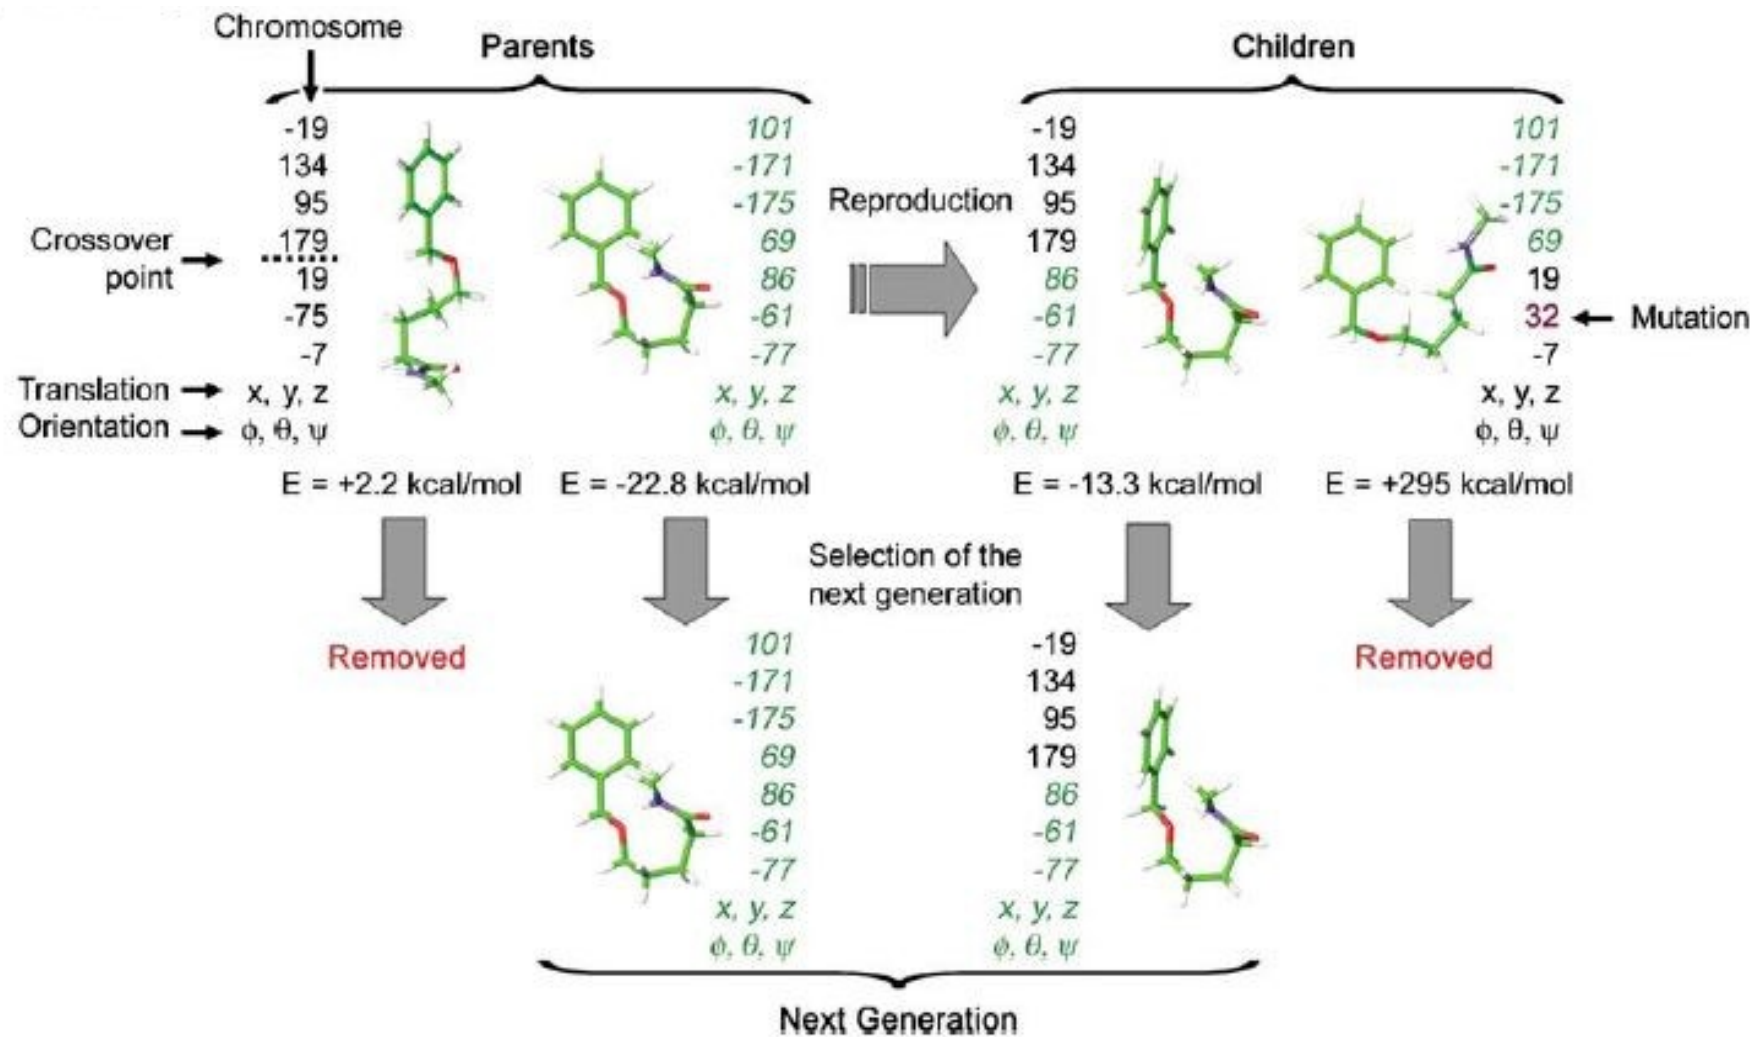 Chromosome
Parents
Children
-19
134
95
179
19
-75
-7
x, y, z
ϕ, θ, ψ
101
-171
-175
69
86
-61
-77
x, y, z
ϕ, θ, ψ
Crossover
point
Translation
Orientation
Reproduction
-19
134
95
179
86
-61
-77
x, y, z
ϕ, θ, ψ
101
-171
-175
69
19
32
-7
x, y, z
ϕ, θ, ψ
Mutation
E = +2.2 kcal/mol
E = -22.8 kcal/mol
E = -13.3 kcal/mol
E = +295 kcal/mol
Selection of the
next generation
Removed
Removed
101
-171
-175
69
86
-61
-77
x, y, z
ϕ, θ, ψ
-19
134
95
179
86
-61
-77
x, y, z
ϕ, θ, ψ
Next Generation